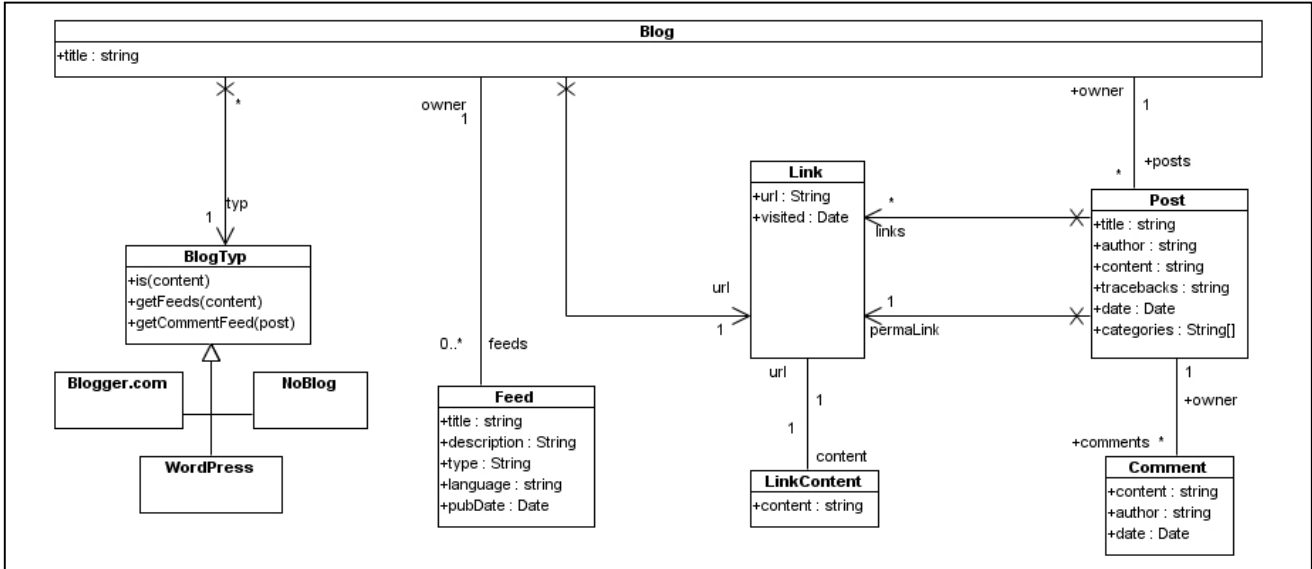 Blog
+title : string
*
typ
1
owner
1
0..*
feeds
url
1
+owner
1
+posts
*
BlogTyp
+is(content)
+getFeeds(content)
+getCommentFeed(post)
Blogger.com
NoBlog
WordPress
Feed
+title : string
+description : String
+type : String
+language : string
+pubDate : Date
Link
+url : String
+visited : Date
*
links
1
permaLink
url
1
1
content
LinkContent
+content : string
Post
+title : string
+author : string
+content : string
+tracebacks : string
+date : Date
+categories : String[]
1
+owner
+comments
*
Comment
+content : string
+author : string
+date : Date